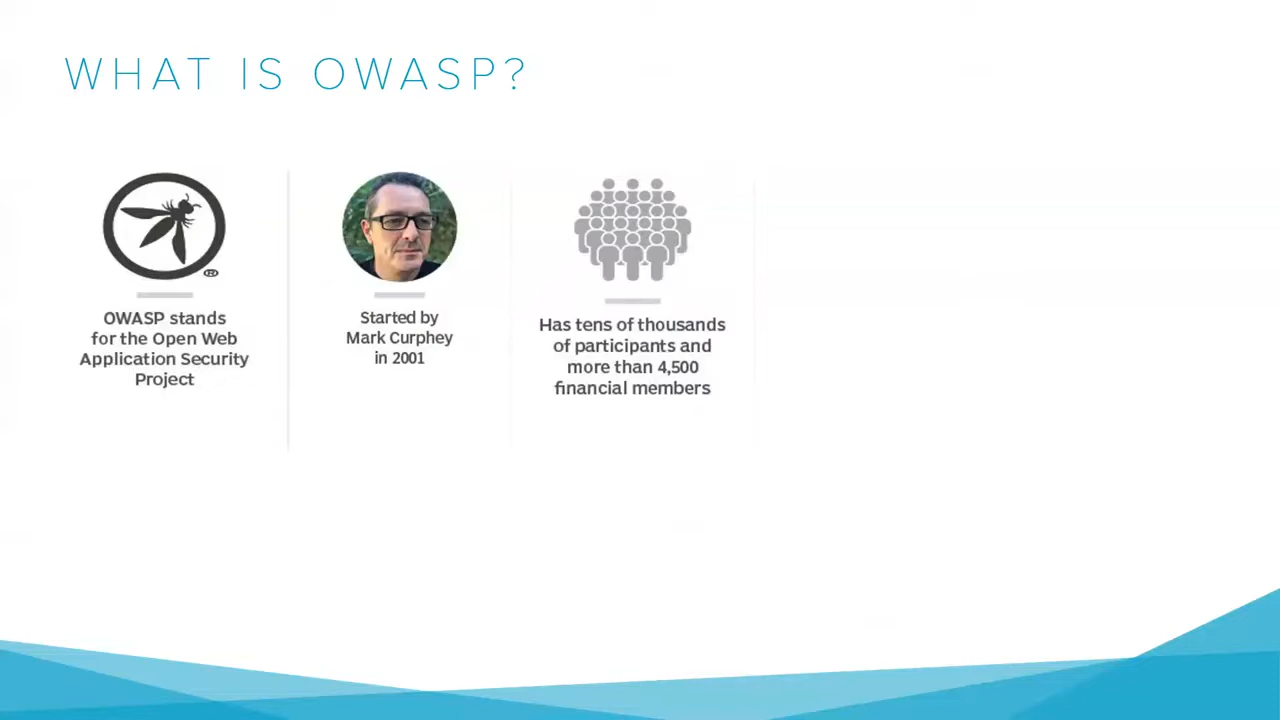 WHAT IS OWASP?
®
OWASP stands
for the Open Web
Application Security
Project
Started by
Mark Curphey
in 2001
Has tens of thousands
of participants and
more than 4,500
financial members